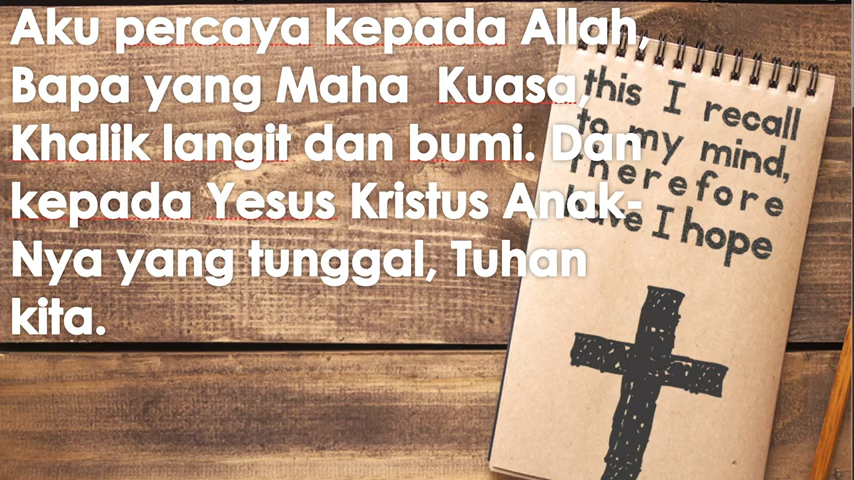 Aku percaya kepada Allah,
Bapa yang Maha Kuasa,
Khalik langit dan bumi. Dan
kepada Yesus Kristus Anak-
Nya yang tunggal, Tuhan
kita.
this I recall
to my mind,
therefore
have I hope